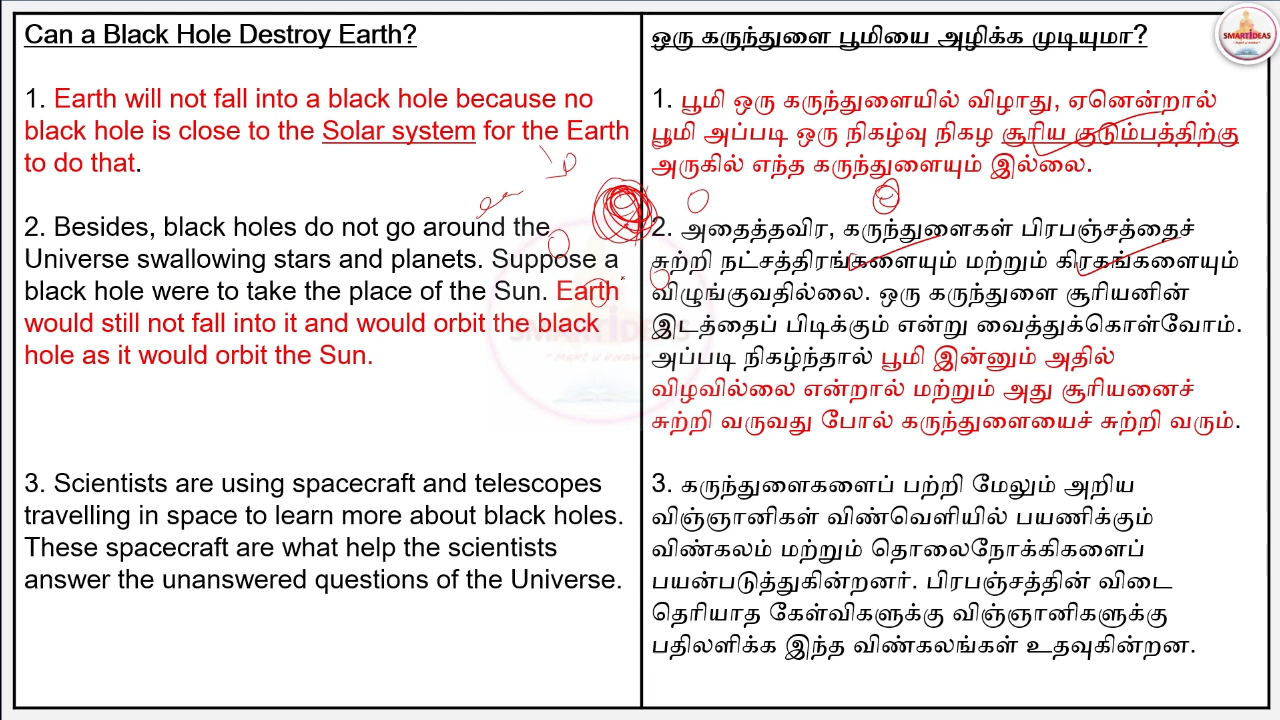 Can a Black Hole Destroy Earth?
1. Earth will not fall into a black hole because no
black hole is close to the Solar system for the Earth
to do that.
2. Besides, black holes do not go around the
Universe swallowing stars and planets. Suppose a
black hole were to take the place of the Sun. Earth
would still not fall into it and would orbit the black
hole as it would orbit the Sun.
3. Scientists are using spacecraft and telescopes
travelling in space to learn more about black holes.
These spacecraft are what help the scientists
answer the unanswered questions of the Universe.
ஒரு கருந்துளை பூமியை அழிக்க முடியுமா?
1. பூமி ஒரு கருந்துளையில் விழாது, ஏனென்றால்
பூமி அப்படி ஒரு நிகழ்வு நிகழ சூரிய குடும்பத்திற்கு
அருகில் எந்த கருந்துளையும் இல்லை.
2. அதைத்தவிர, கருந்துளைகள் பிரபஞ்சத்தைச்
சுற்றி நட்சத்திரங்களையும் மற்றும் கிரகங்களையும்
விழுங்குவதில்லை. ஒரு கருந்துளை சூரியனின்
இடத்தைப் பிடிக்கும் என்று வைத்துக்கொள்வோம்.
அப்படி நிகழ்ந்தால் பூமி இன்னும் அதில்
விழவில்லை என்றால் மற்றும் அது சூரியனைச்
சுற்றி வருவது போல் கருந்துளையைச் சுற்றி வரும்.
3. கருந்துளைகளைப் பற்றி மேலும் அறிய
விஞ்ஞானிகள் விண்வெளியில் பயணிக்கும்
விண்கலம் மற்றும் தொலைநோக்கிகளைப்
பயன்படுத்துகின்றனர். பிரபஞ்சத்தின் விடை
தெரியாத கேள்விகளுக்கு விஞ்ஞானிகளுக்கு
பதிலளிக்க இந்த விண்கலங்கள் உதவுகின்றன.
SMARTIDEAS
SMARTIDEAS